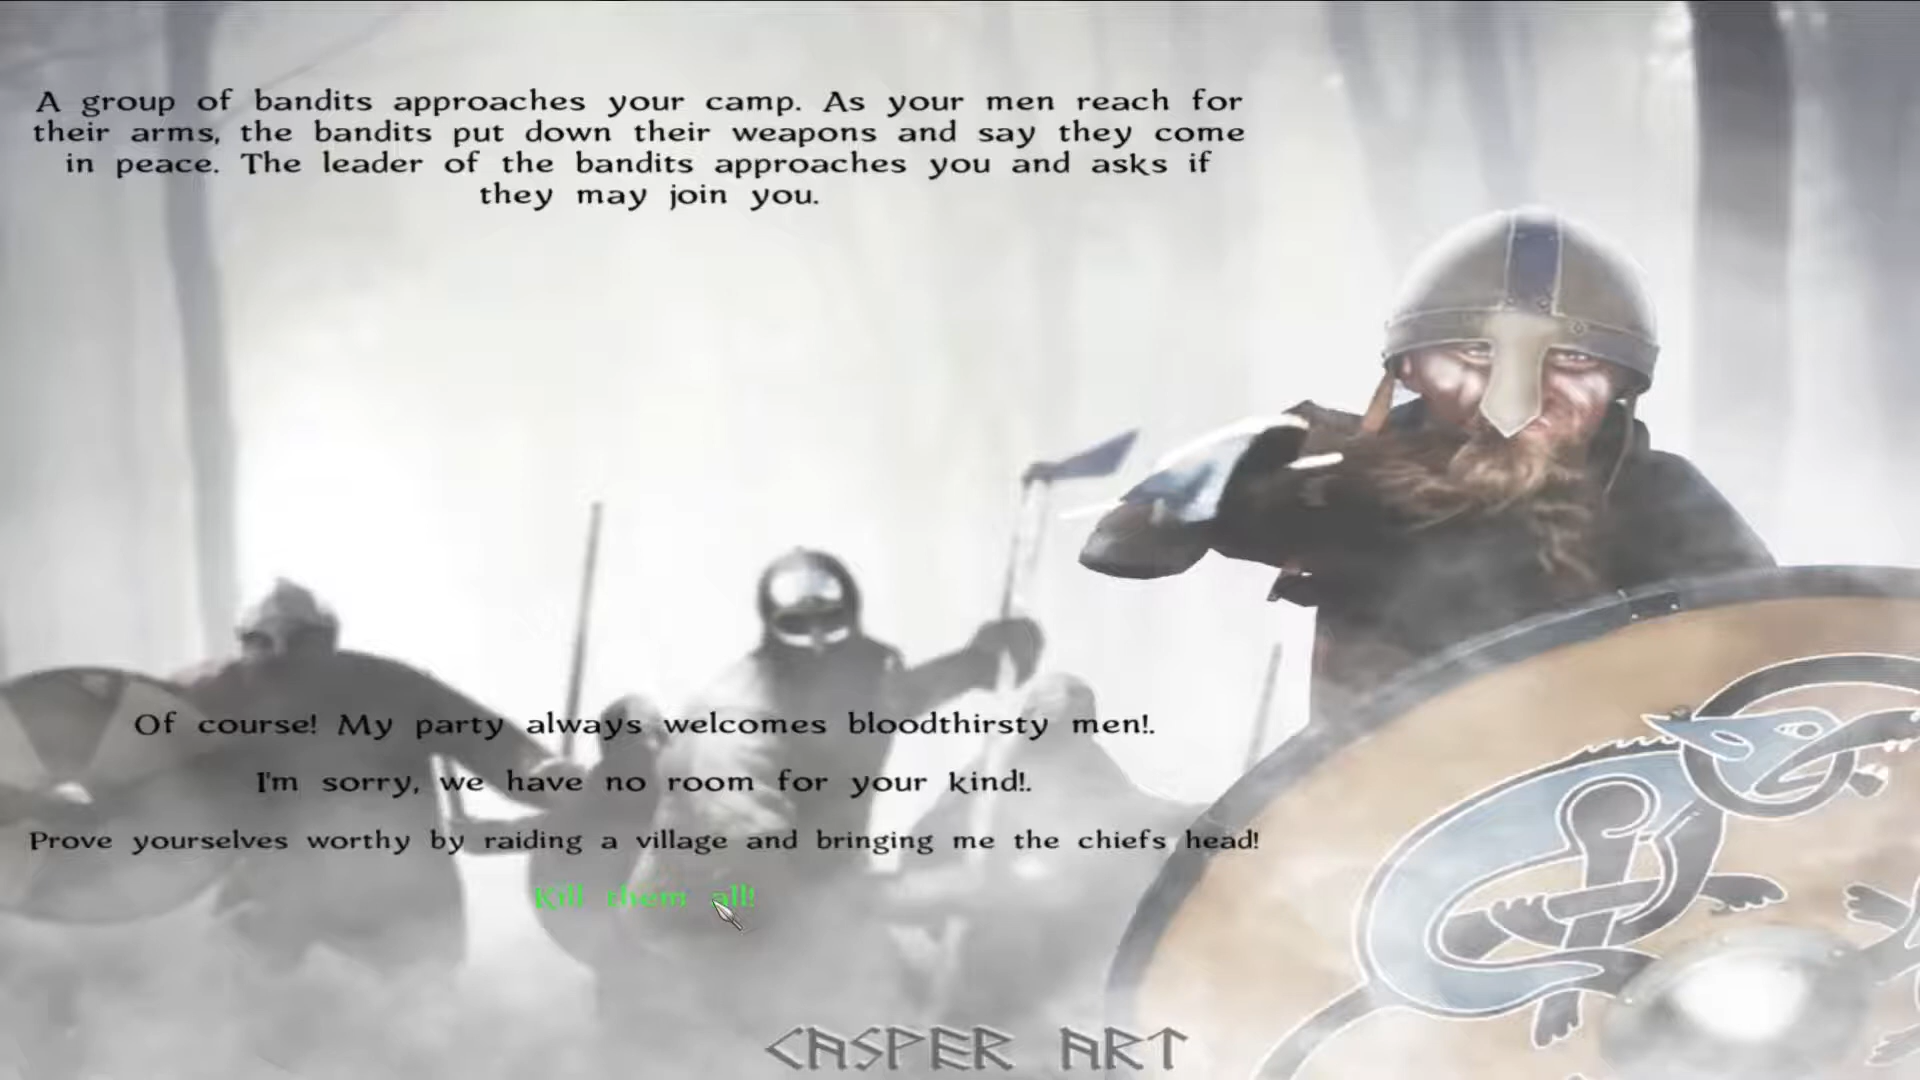 A group of bandits approaches your camp. As your men reach for
their arms, the bandits put down their weapons and say they come
in peace. The leader of the bandits approaches you and asks if
they may join you.
Of course! My party always welcomes bloodthirsty men!.
I'm sorry, we have no room for your kind!.
Prove yourselves worthy by raiding a village and bringing me the chiefs head!
Kill them all!
CASPER ART